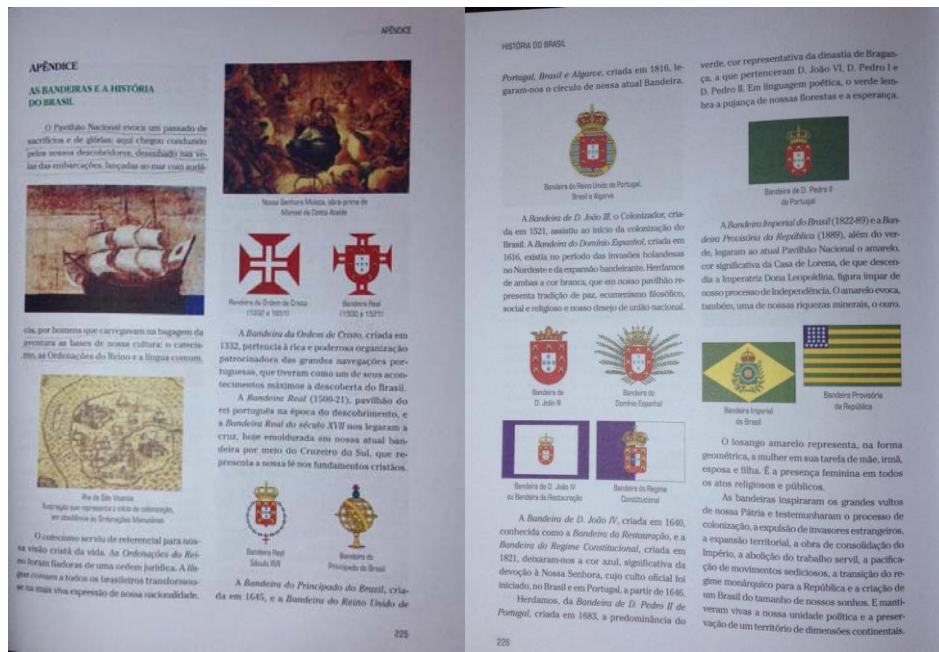 APÊNDICE
APÊNDICE
AS BANDEIRAS E A HISTÓRIA
DO BRASIL
O Pavilhão Nacional evoca um passado de
sacrifícios e de glórias; aqui chegou conduzido
pelos nossos descobridores, desenhado nas ve-
las das embarcações, lançadas ao mar com audá-
cia, por homens que carregavam na bagagem da
aventura as bases de nossa cultura: o catecis-
mo, as Ordenações do Reino e a língua comum.
Ilha de São Vicente
Ilustração que representa o início da colonização,
em obediência às Ordenações Manuelinas
O catecismo serviu de referencial para nos-
sa visão cristã da vida. As Ordenações do Rei-
no foram fiadoras de uma ordem jurídica. A lín-
gua comum a todos os brasileiros transformou-
se na mais viva expressão de nossa nacionalidade.
Nossa Senhora Mulata, obra-prima de
Manoel da Costa Ataíde
Bandeira da Ordem de Cristo
(1332 a 1651)
Bandeira Real
(1500 a 1521)
A Bandeira da Ordem de Cristo, criada em
1332, pertencia à rica e poderosa organização
patrocinadora das grandes navegações por-
tuguesas, que tiveram como um de seus acon-
tecimentos máximos a descoberta do Brasil.
A Bandeira Real (1500-21), pavilhão do
rei português na época do descobrimento, e
a Bandeira Real do século XVII nos legaram a
cruz, hoje emoldurada em nossa atual ban-
deira por meio do Cruzeiro do Sul, que re-
presenta a nossa fé nos fundamentos cristãos.
Bandeira Real
Século XVII
Bandeira do
Principado do Brasil
A Bandeira do Principado do Brazil, cria-
da em 1645, e a Bandeira do Reino Unido de
225
HISTÓRIA DO BRASIL
Portugal, Brasil e Algarve, criada em 1816, le-
garam-nos o círculo de nossa atual Bandeira.
Bandeira do Reino Unido de Portugal,
Brasil e Algarve
A Bandeira de D. João III, o Colonizador, cria-
da em 1521, assistiu ao início da colonização do
Brasil. A Bandeira do Domínio Espanhol, criada em
1616, existia no período das invasões holandesas
no Nordeste e da expansão bandeirante. Herdamos
de ambas a cor branca, que em nosso pavilhão re-
presenta tradição de paz, ecumenismo filosófico,
social e religioso e nosso desejo de união nacional.
Bandeira de
D. João III
Bandeira do
Domínio Espanhol
Bandeira de D. João IV
ou Bandeira da Restauração
Bandeira do Regime
Constitucional
A Bandeira de D. João IV, criada em 1640,
conhecida como a Bandeira da Restauração, e a
Bandeira do Regime Constitucional, criada em
1821, deixaram-nos a cor azul, significativa da
devoção à Nossa Senhora, cujo culto oficial foi
iniciado, no Brasil e em Portugal, a partir de 1646.
Herdamos, da Bandeira de D. Pedro II de
Portugal, criada em 1683, a predominância do
226
verde, cor representativa da dinastia de Bragan-
ça, a que pertenceram D. João VI, D. Pedro I e
D. Pedro II. Em linguagem poética, o verde lem-
bra a pujança de nossas florestas e a esperança.
Bandeira de D. Pedro II
de Portugal
A Bandeira Imperial do Brasil (1822-89) e a Ban-
deira Provisória da República (1889), além do ver-
de, legaram ao atual Pavilhão Nacional o amarelo,
cor significativa da Casa de Lorena, de que descen-
dia a Imperatriz Dona Leopoldina, figura ímpar de
nosso processo de Independência. O amarelo evoca,
também, uma de nossas riquezas minerais, o ouro.
Bandeira Imperial
do Brasil
Bandeira Provisória
da República
O losango amarelo representa, na forma
geométrica, a mulher em sua tarefa de mãe, irmã,
esposa e filha. É a presença feminina em todos
os atos religiosos e públicos.
As bandeiras inspiraram os grandes vultos
de nossa Pátria e testemunharam o processo de
colonização, a expulsão de invasores estrangeiros,
a expansão territorial, a obra de consolidação do
Império, a abolição do trabalho servil, a pacifica-
ção de movimentos sediciosos, a transição do re-
gime monárquico para a República e a criação de
um Brasil do tamanho de nossos sonhos. E manti-
veram vivas a nossa unidade política e a preser-
vação de um território de dimensões continentais.